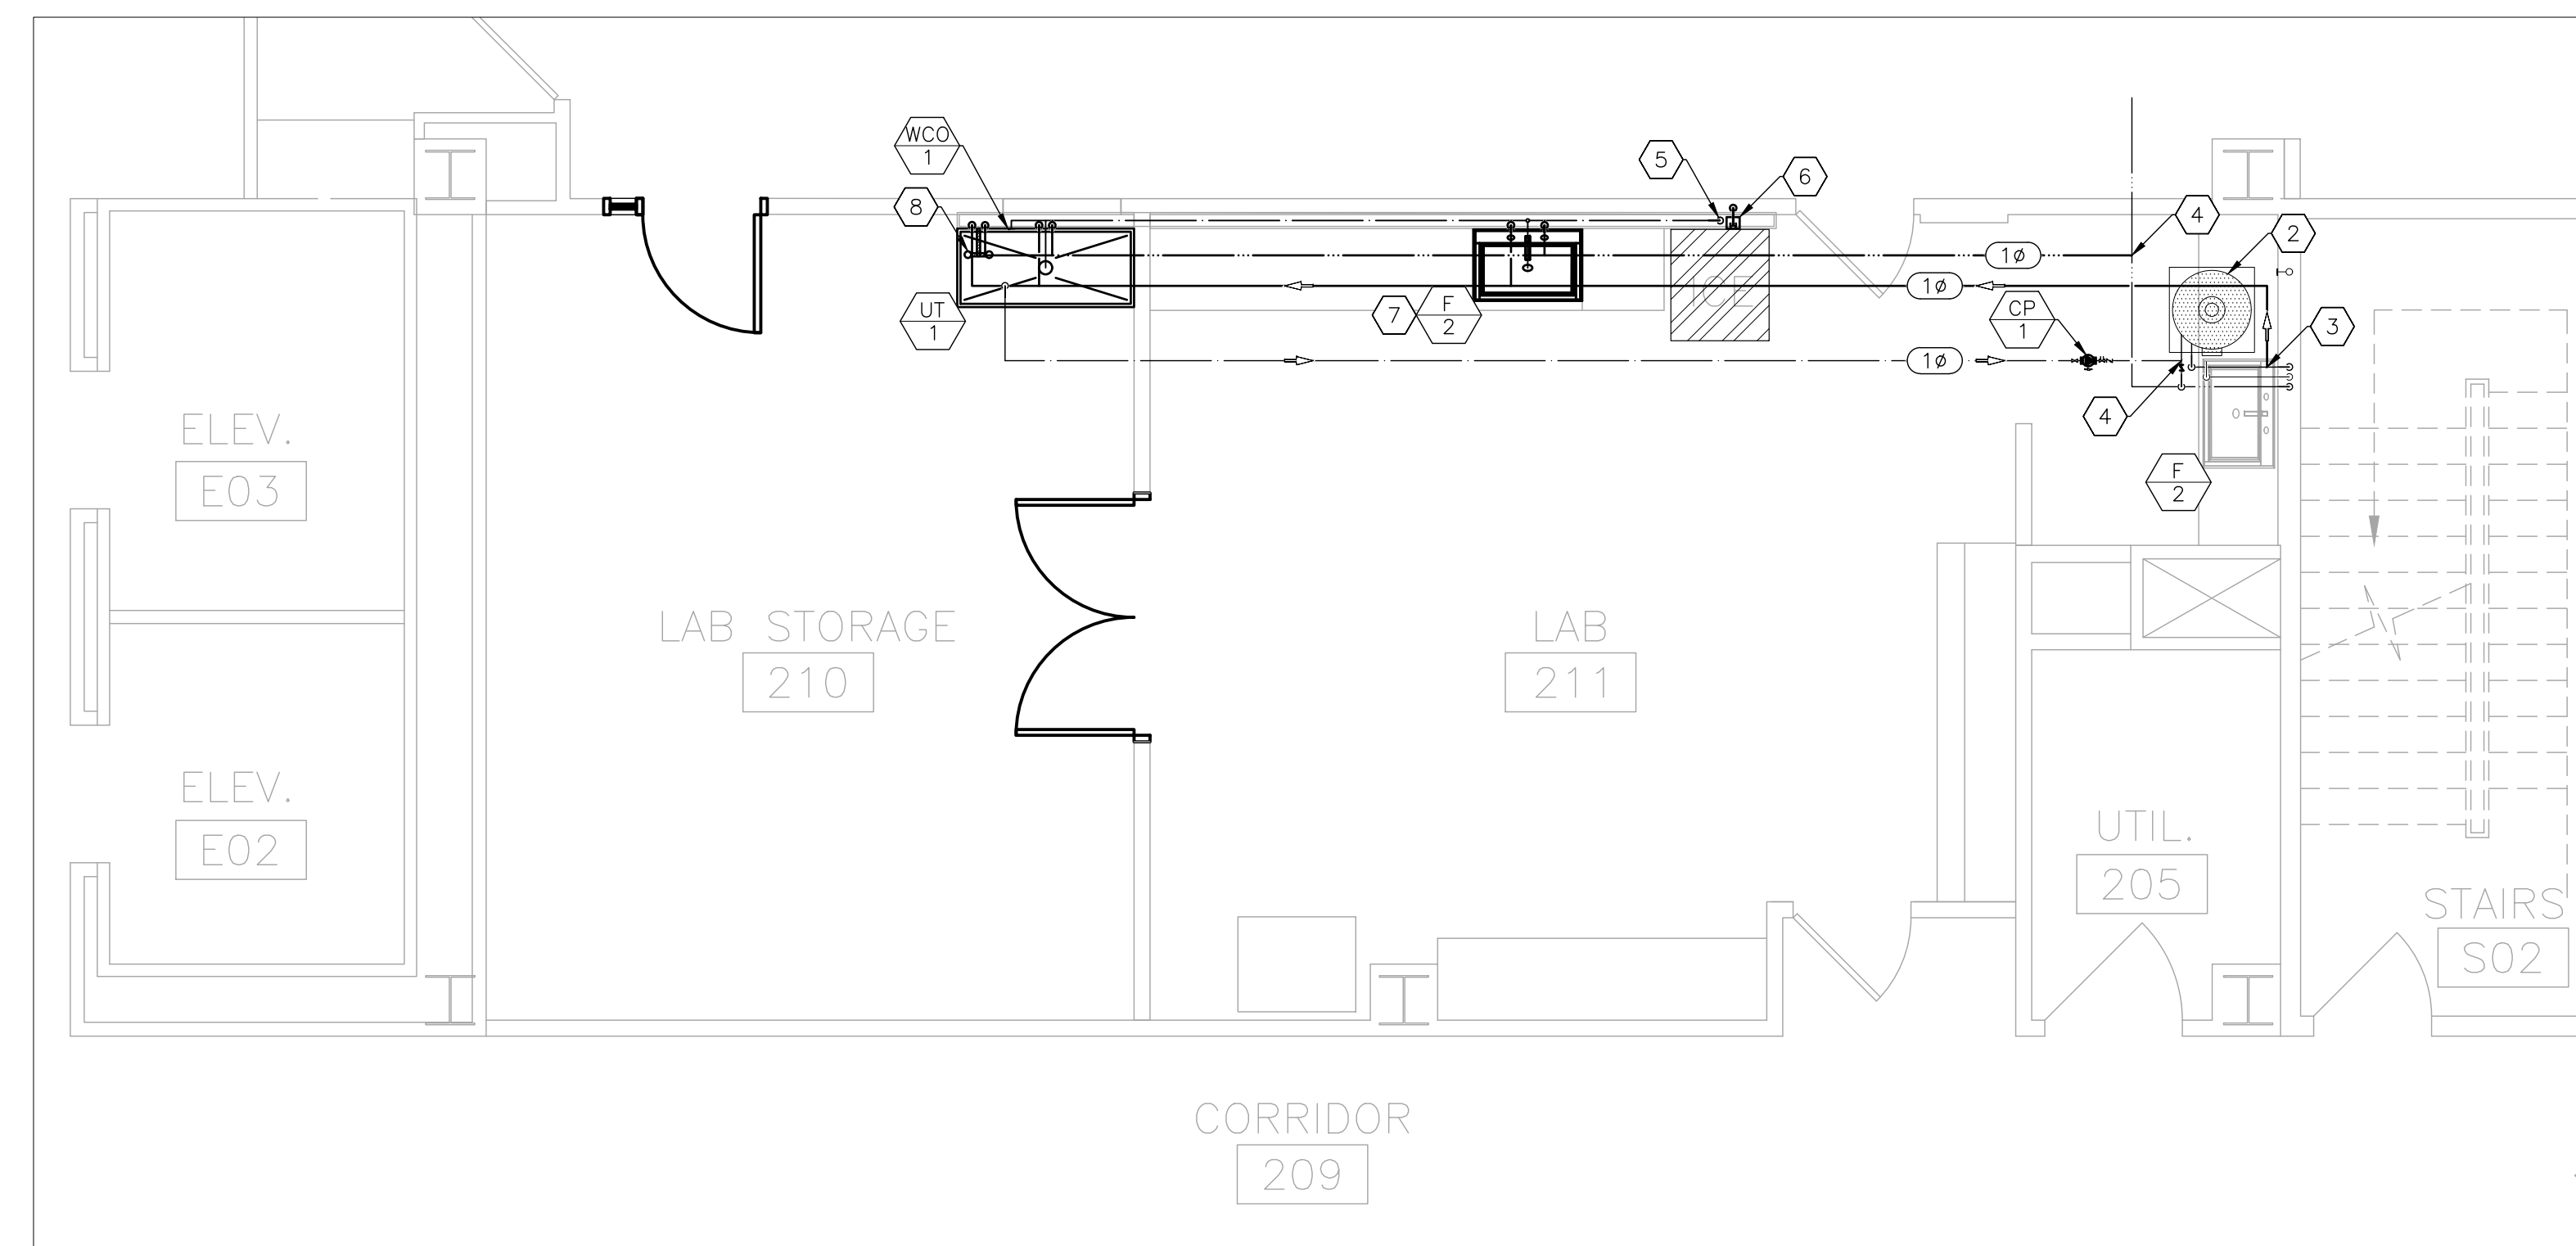 WCO
1
5
6
8
4
2
1ø
CE
1ø
UT
1
7
F
2
CP
1
3
1ø
4
ELEV.
E03
F
2
LAB STORAGE
210
LAB
211
ELEV.
E02
UTIL.
205
STAIRS
S02
CORRIDOR
209